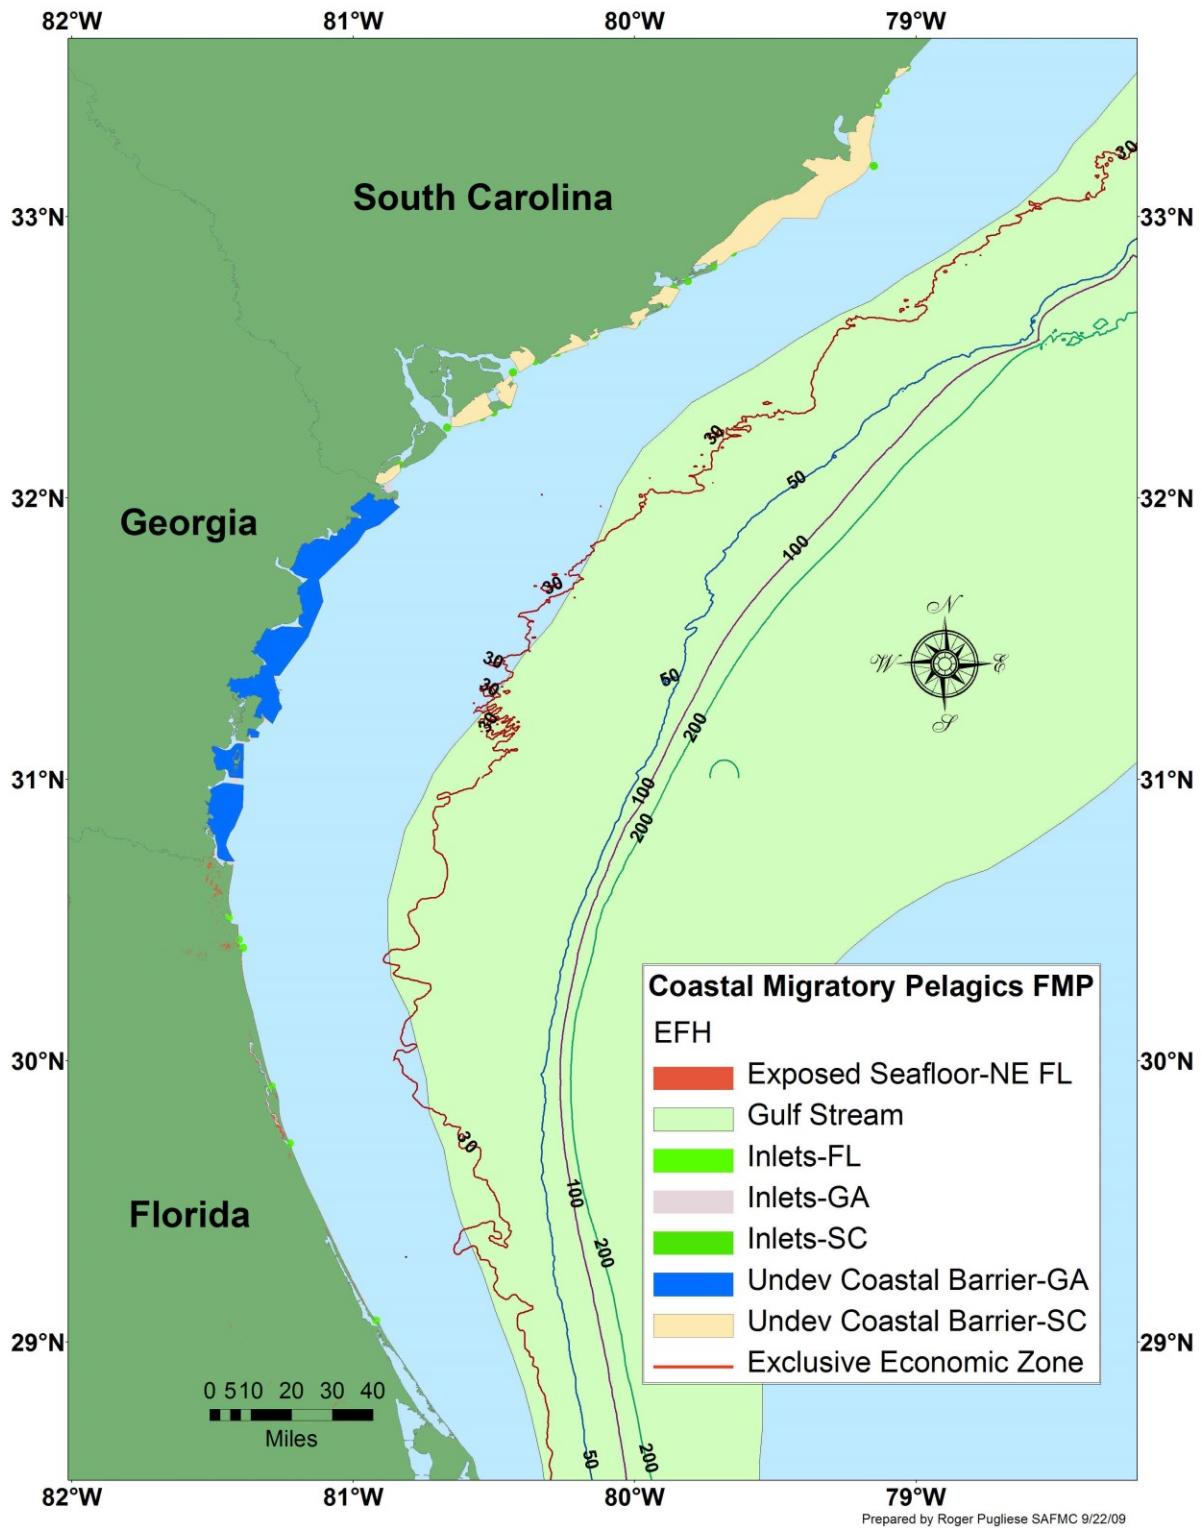 82°W 81°W 80°W 79°W
30
South Carolina
33°N 33°N
30
50
32°N 32°N
Georgia
100
30
N
30
W E
50
30
S
30
200
31°N 31°N
100
200
Coastal Migratory Pelagics FMP
EFH
30°N 30°N
Exposed Seafloor-NE FL
Gulf Stream
30
Inlets-FL
100
Inlets-GA
Florida
200
Inlets-SC
Undev Coastal Barrier-GA
Undev Coastal Barrier-SC
29°N 29°N
Exclusive Economic Zone
0 5 10 20 30 40
Miles
50
200
82°W 81°W 80°W 79°W
Prepared by Roger Pugliese SAFMC 9/22/09